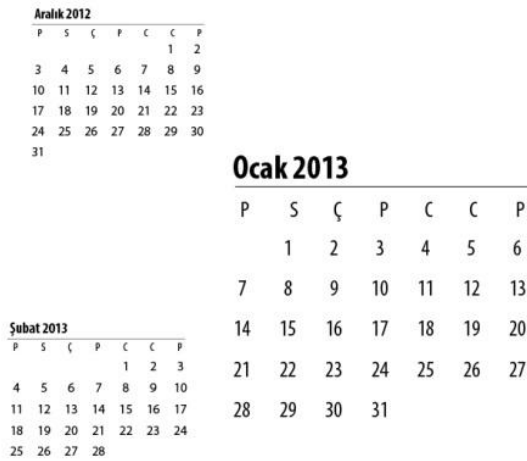 Aralık 2012
P S Ç P C C P
1 2
3 4 5 6 7 8 9
10 11 12 13 14 15 16
17 18 19 20 21 22 23
24 25 26 27 28 29 30
31
Ocak 2013
P S Ç P C C P
1 2 3 4 5 6
7 8 9 10 11 12 13
14 15 16 17 18 19 20
21 22 23 24 25 26 27
28 29 30 31
Şubat 2013
P S Ç P C C P
1 2 3
4 5 6 7 8 9 10
11 12 13 14 15 16 17
18 19 20 21 22 23 24
25 26 27 28